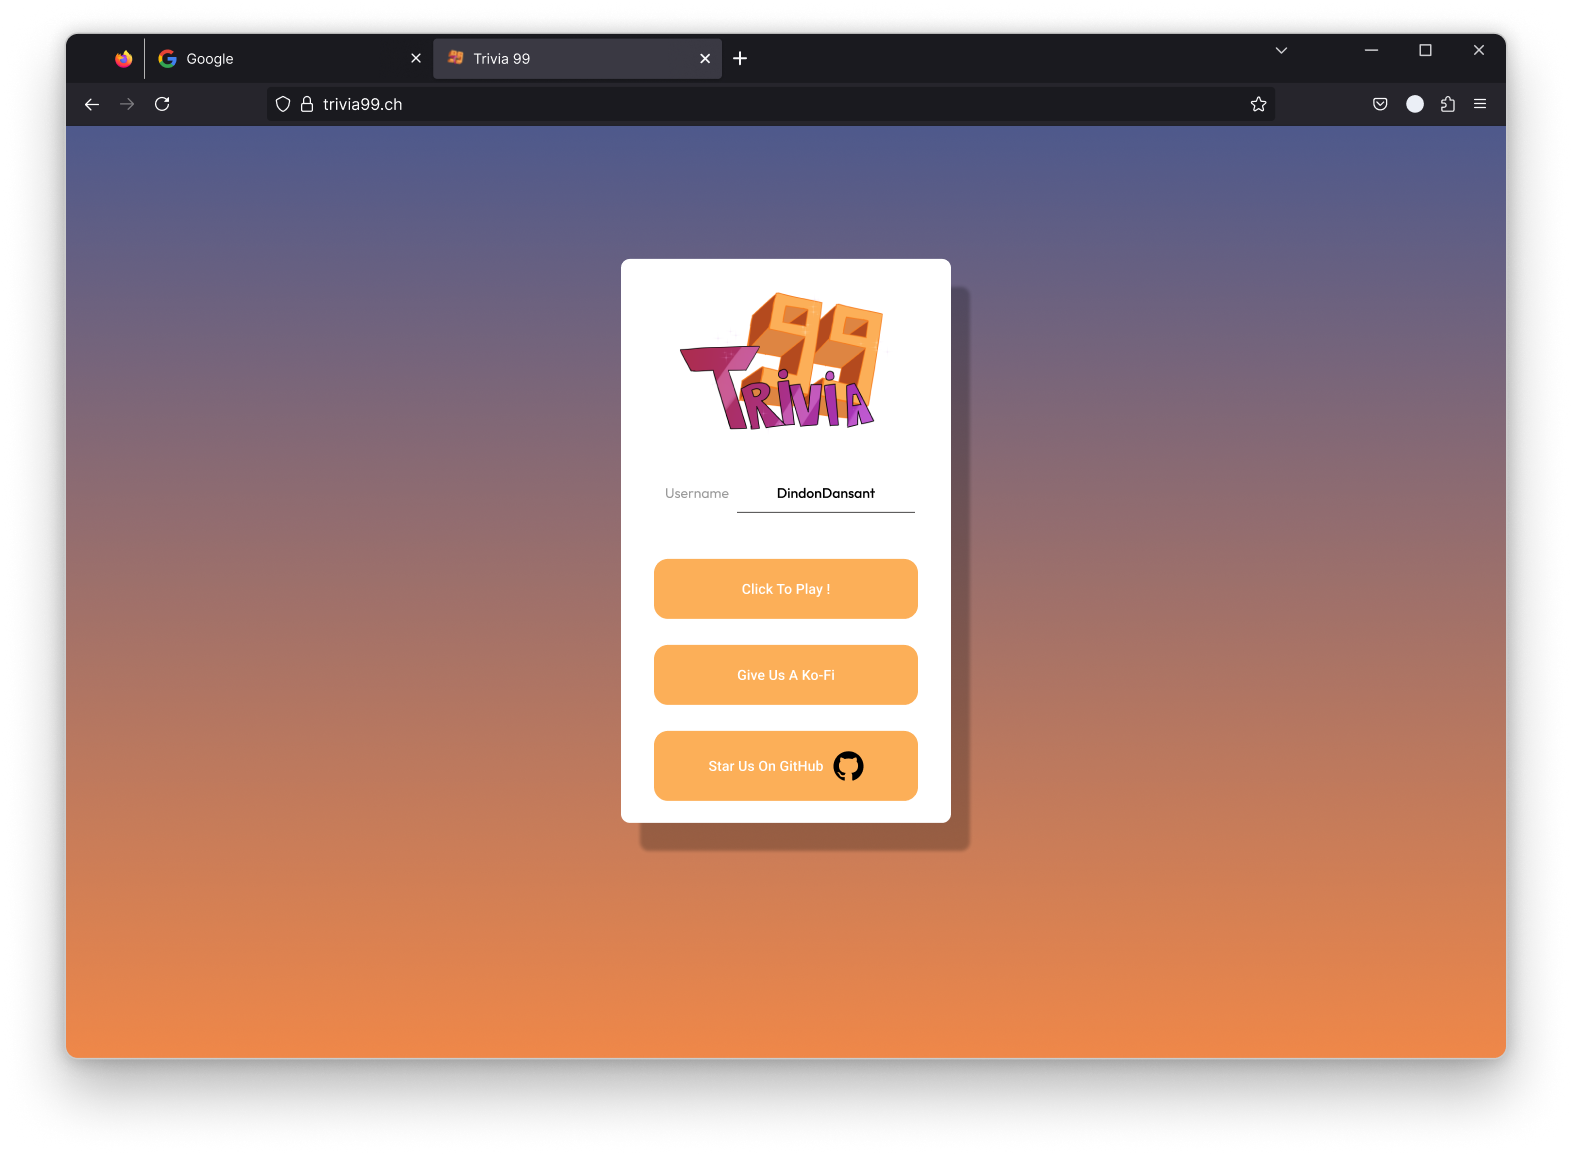 Google
Trivia 99
trivia99.ch
99
TRiViA
Username DindonDansant
Click To Play !
Give Us A Ko-Fi
Star Us On GitHub